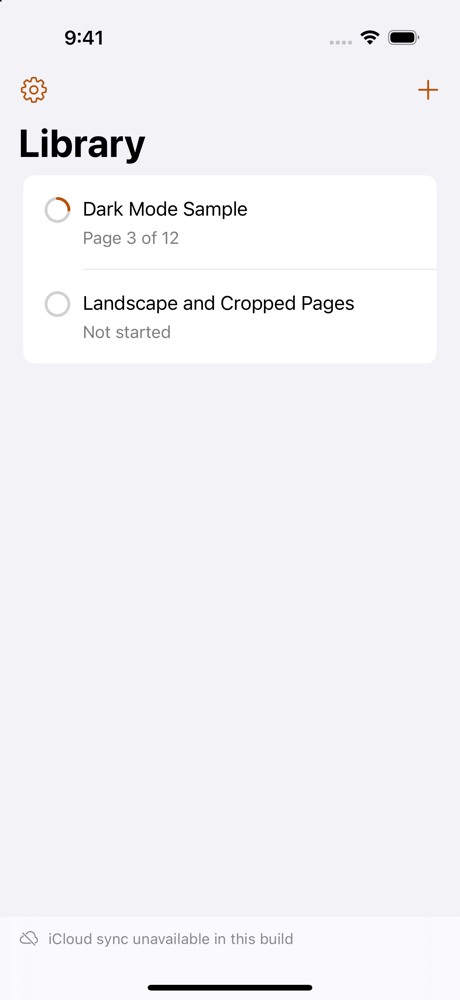 9:41
Library
Dark Mode Sample
Page 3 of 12
Landscape and Cropped Pages
Not started
iCloud sync unavailable in this build